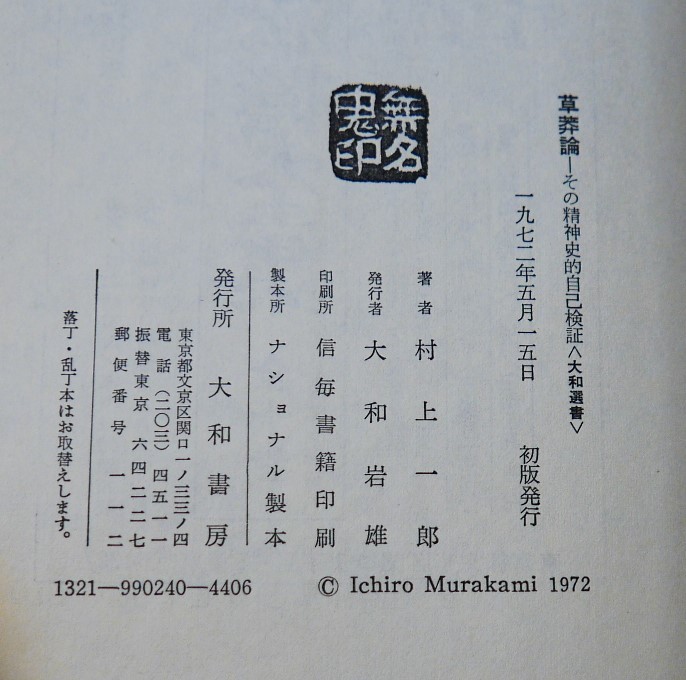 草莽論―その精神史的自己検証〈大和選書〉
一九七二年五月一五日　初版発行
無名
鬼印
著者　村上一郎
発行者　大和岩雄
印刷所　信毎書籍印刷
製本所　ナショナル製本
発行所　大和書房
東京都文京区関口一ノ三三ノ四
電話（二〇三）四五一一
振替東京　六四二二七
郵便番号　一一二
落丁・乱丁本はお取替えします。
1321―990240―4406
© Ichiro Murakami 1972